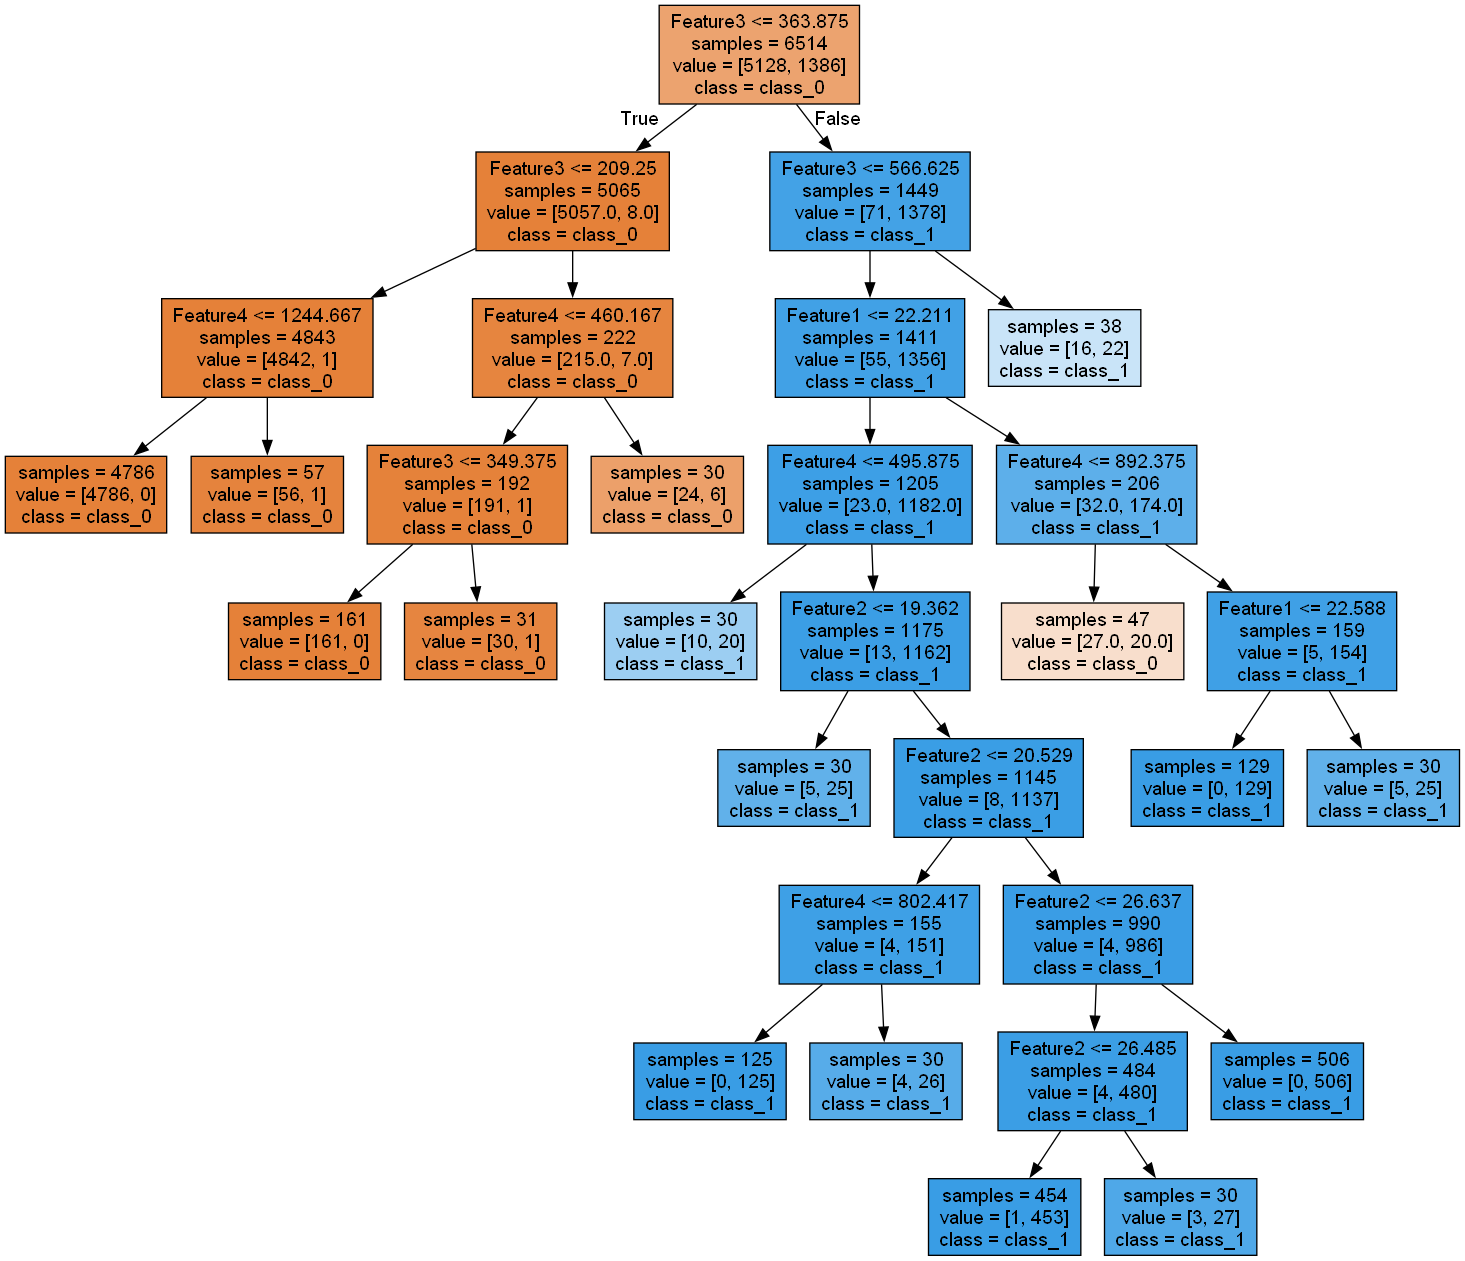 Feature3 <= 363.875
samples = 6514
value = [5128, 1386]
class = class_0
True
False
Feature3 <= 209.25
samples = 5065
value = [5057.0, 8.0]
class = class_0
Feature3 <= 566.625
samples = 1449
value = [71, 1378]
class = class_1
Feature4 <= 1244.667
samples = 4843
value = [4842, 1]
class = class_0
Feature4 <= 460.167
samples = 222
value = [215.0, 7.0]
class = class_0
Feature1 <= 22.211
samples = 1411
value = [55, 1356]
class = class_1
samples = 38
value = [16, 22]
class = class_1
samples = 4786
value = [4786, 0]
class = class_0
samples = 57
value = [56, 1]
class = class_0
Feature3 <= 349.375
samples = 192
value = [191, 1]
class = class_0
samples = 30
value = [24, 6]
class = class_0
Feature4 <= 495.875
samples = 1205
value = [23.0, 1182.0]
class = class_1
Feature4 <= 892.375
samples = 206
value = [32.0, 174.0]
class = class_1
samples = 161
value = [161, 0]
class = class_0
samples = 31
value = [30, 1]
class = class_0
samples = 30
value = [10, 20]
class = class_1
Feature2 <= 19.362
samples = 1175
value = [13, 1162]
class = class_1
samples = 47
value = [27.0, 20.0]
class = class_0
Feature1 <= 22.588
samples = 159
value = [5, 154]
class = class_1
samples = 30
value = [5, 25]
class = class_1
Feature2 <= 20.529
samples = 1145
value = [8, 1137]
class = class_1
samples = 129
value = [0, 129]
class = class_1
samples = 30
value = [5, 25]
class = class_1
Feature4 <= 802.417
samples = 155
value = [4, 151]
class = class_1
Feature2 <= 26.637
samples = 990
value = [4, 986]
class = class_1
samples = 125
value = [0, 125]
class = class_1
samples = 30
value = [4, 26]
class = class_1
Feature2 <= 26.485
samples = 484
value = [4, 480]
class = class_1
samples = 506
value = [0, 506]
class = class_1
samples = 454
value = [1, 453]
class = class_1
samples = 30
value = [3, 27]
class = class_1